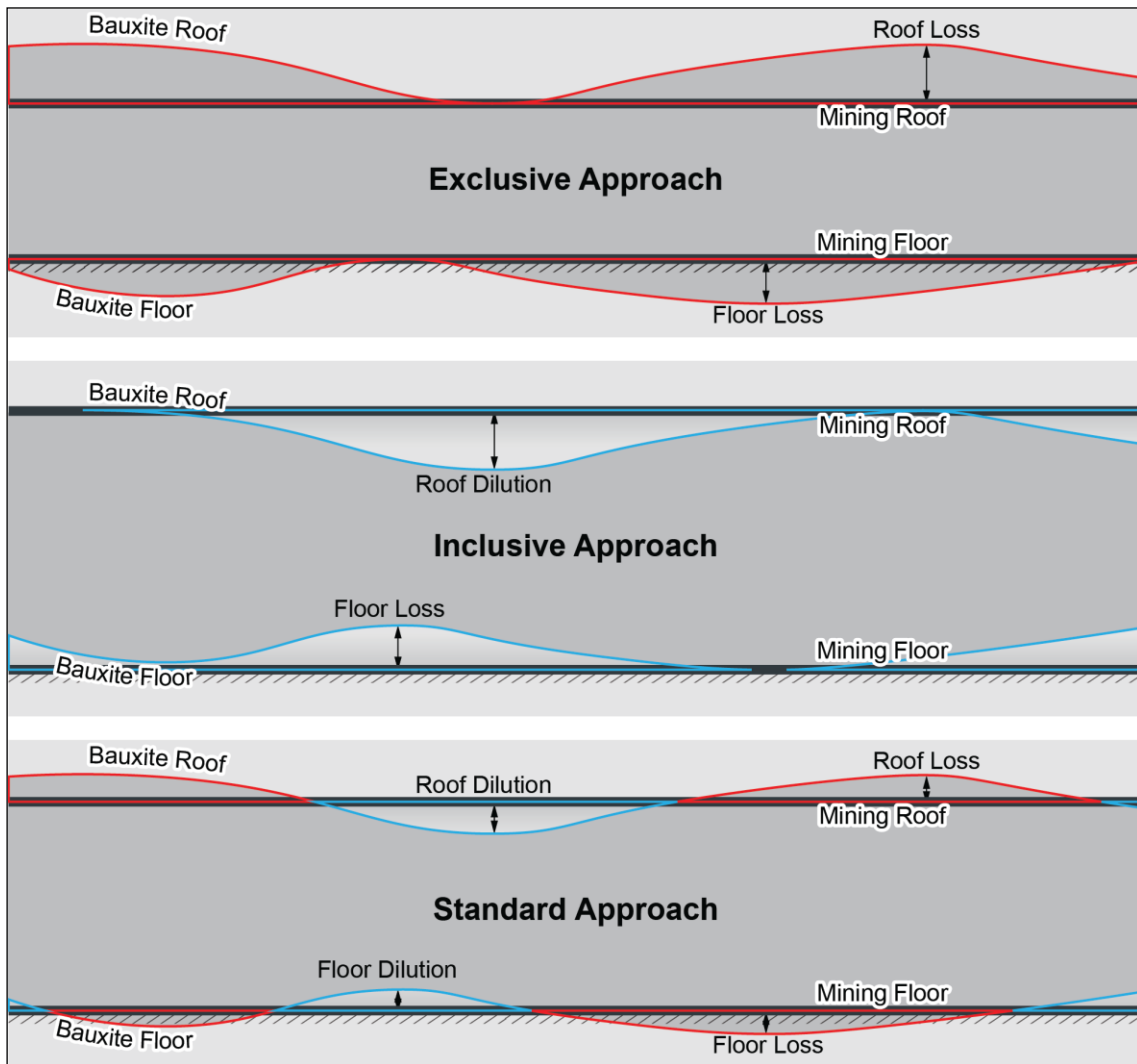 Bauxite Roof
Roof Loss
Mining Roof
Exclusive Approach
Mining Floor
Bauxite Floor
Floor Loss
Bauxite Roof
Mining Roof
Roof Dilution
Inclusive Approach
Floor Loss
Mining Floor
Bauxite Floor
Bauxite Roof
Roof Dilution
Roof Loss
Mining Roof
Standard Approach
Floor Dilution
Mining Floor
Bauxite Floor
Floor Loss